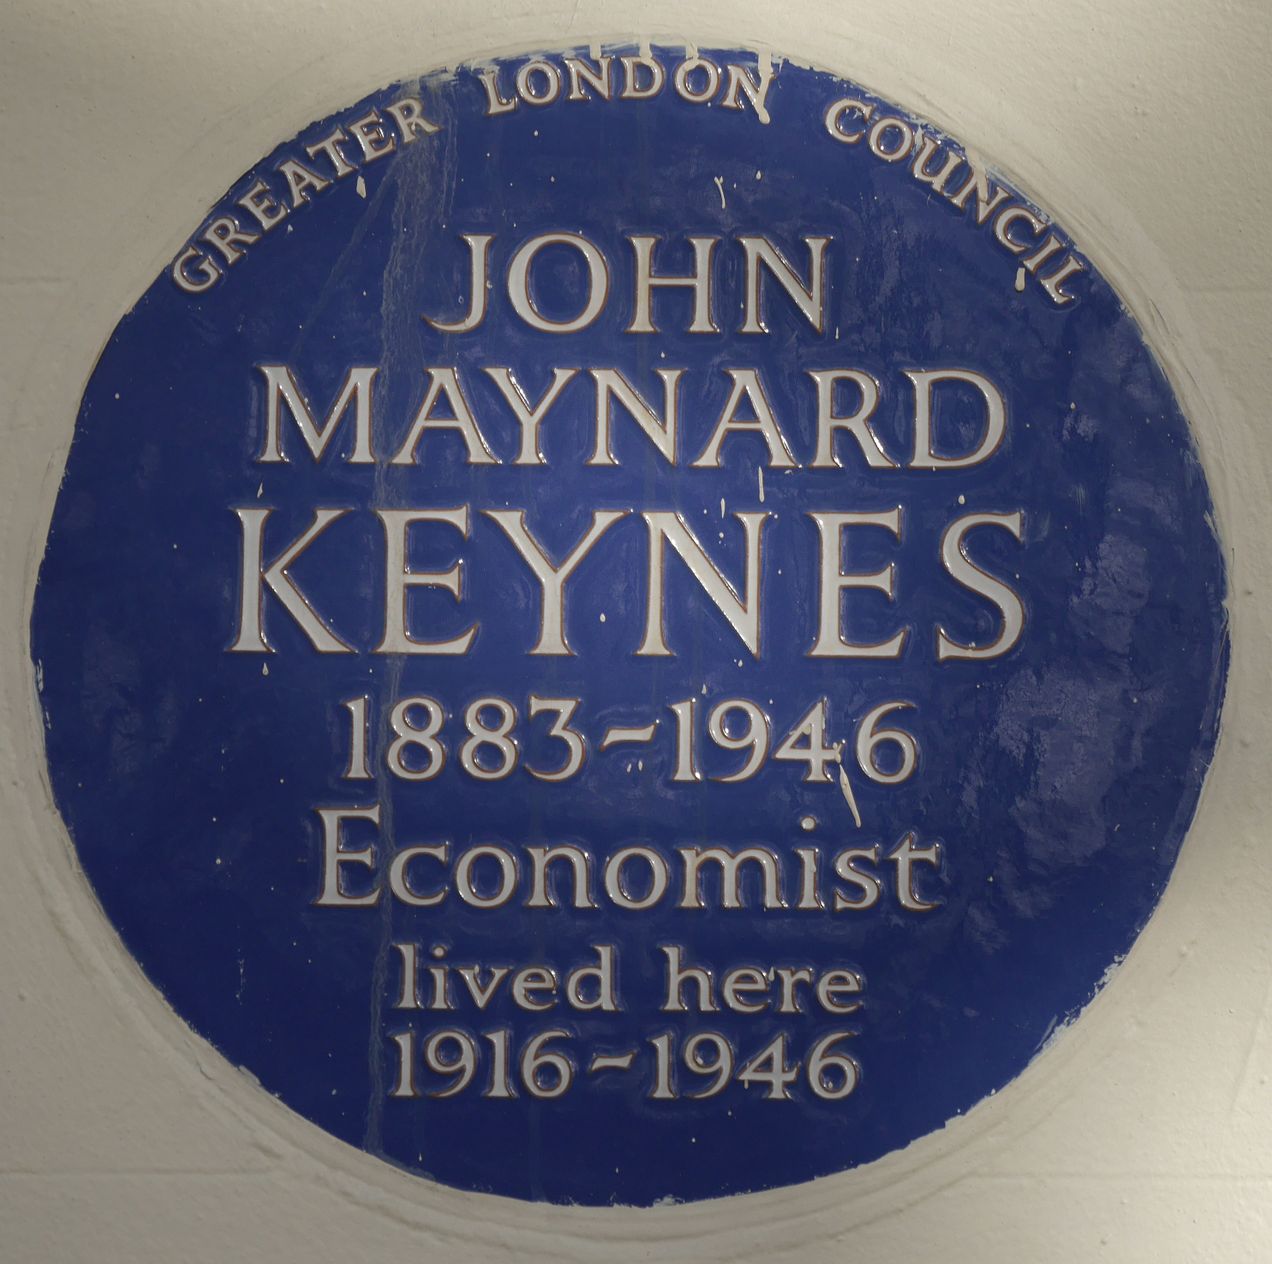 GREATER LONDON COUNCIL
JOHN
MAYNARD
KEYNES
1883-1946
Economist
lived here
1916-1946